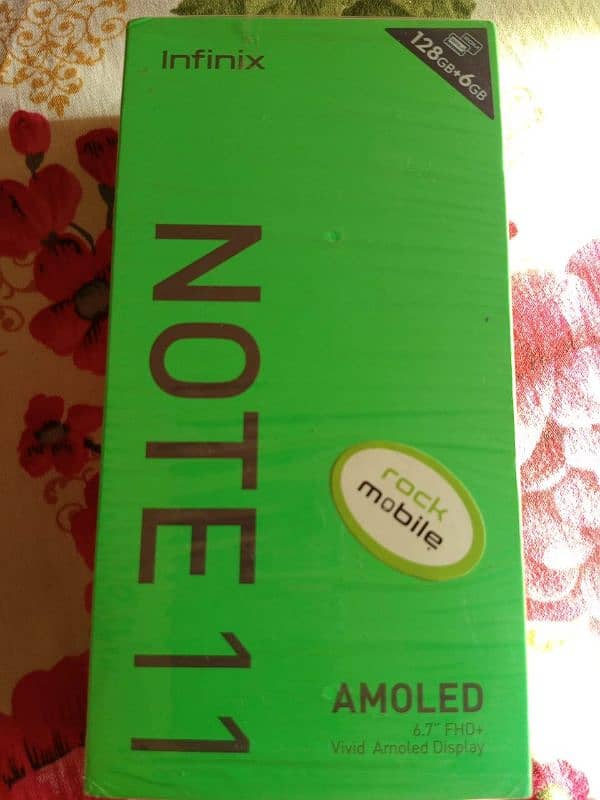 Infinix
128GB+6GB
NOTE 11
rock
mobile
AMOLED
6.7" FHD+
Vivid Amoled Display